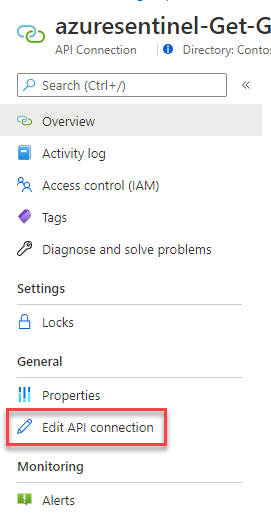 azuresentinel-Get-G
API Connection Directory: Contos
Search (Ctrl+/) «
Overview
Activity log
Access control (IAM)
Tags
Diagnose and solve problems
Settings
Locks
General
Properties
Edit API connection
Monitoring
Alerts